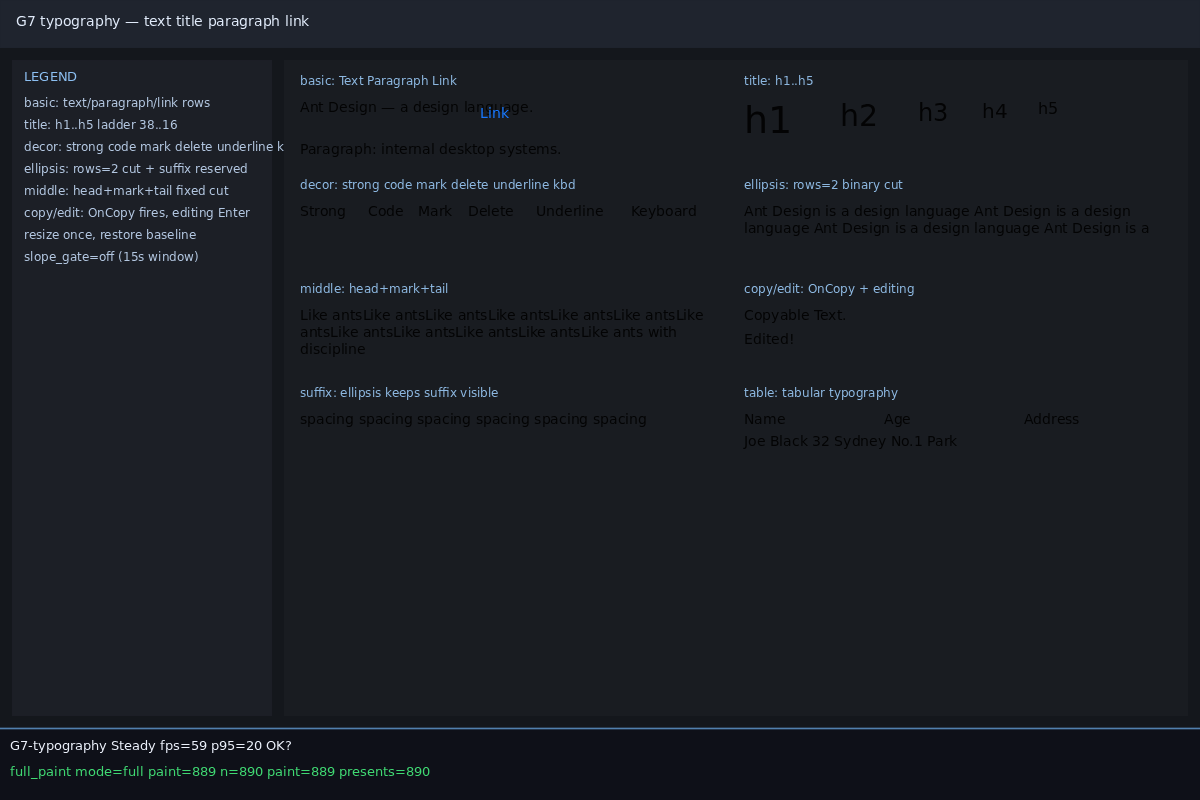 G7 typography — text title paragraph link
LEGEND
basic: text/paragraph/link rows
title: h1..h5 ladder 38..16
decor: strong code mark delete underline k
ellipsis: rows=2 cut + suffix reserved
middle: head+mark+tail fixed cut
copy/edit: OnCopy fires, editing Enter
resize once, restore baseline
slope_gate=off (15s window)
basic: Text Paragraph Link
Ant Design — a design language.
Link
Paragraph: internal desktop systems.
title: h1..h5
h1 h2 h3 h4 h5
decor: strong code mark delete underline kbd
Strong Code Mark Delete Underline Keyboard
ellipsis: rows=2 binary cut
Ant Design is a design language Ant Design is a design
language Ant Design is a design language Ant Design is a
middle: head+mark+tail
Like antsLike antsLike antsLike antsLike antsLike antsLike
antsLike antsLike antsLike antsLike antsLike ants with
discipline
copy/edit: OnCopy + editing
Copyable Text.
Edited!
suffix: ellipsis keeps suffix visible
spacing spacing spacing spacing spacing spacing
table: tabular typography
Name Age Address
Joe Black 32 Sydney No.1 Park
G7-typography Steady fps=59 p95=20 OK?
full_paint mode=full paint=889 n=890 paint=889 presents=890